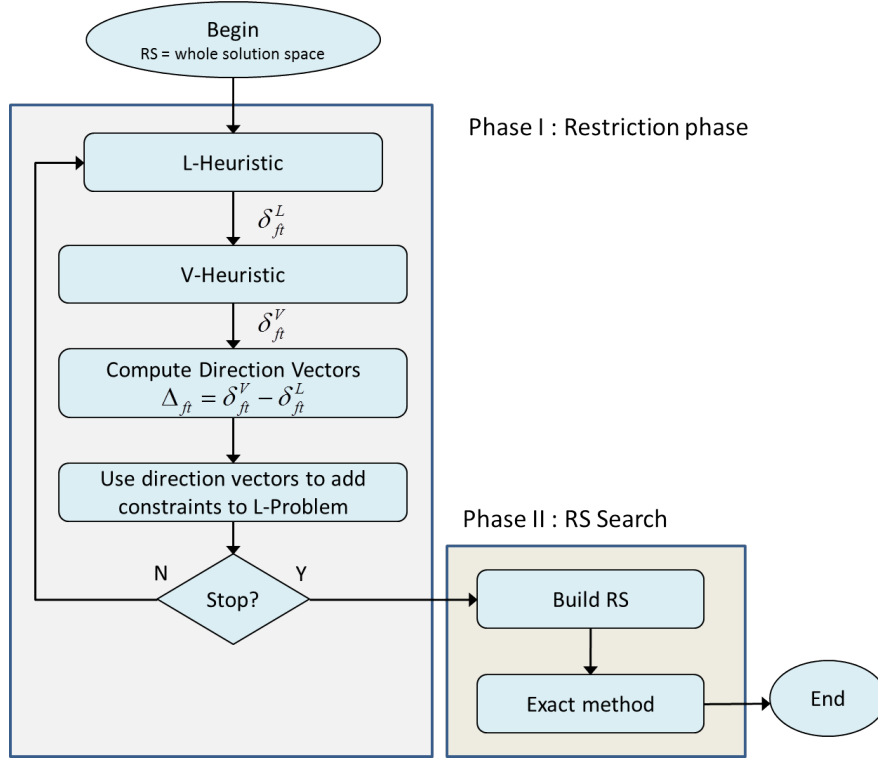 Begin
RS = whole solution space
Phase I : Restriction phase
L-Heuristic
δ^L_ft
V-Heuristic
δ^V_ft
Compute Direction Vectors
Δ_ft = δ^V_ft − δ^L_ft
Use direction vectors to add
constraints to L-Problem
Phase II : RS Search
N
Y
Stop?
Build RS
Exact method
End